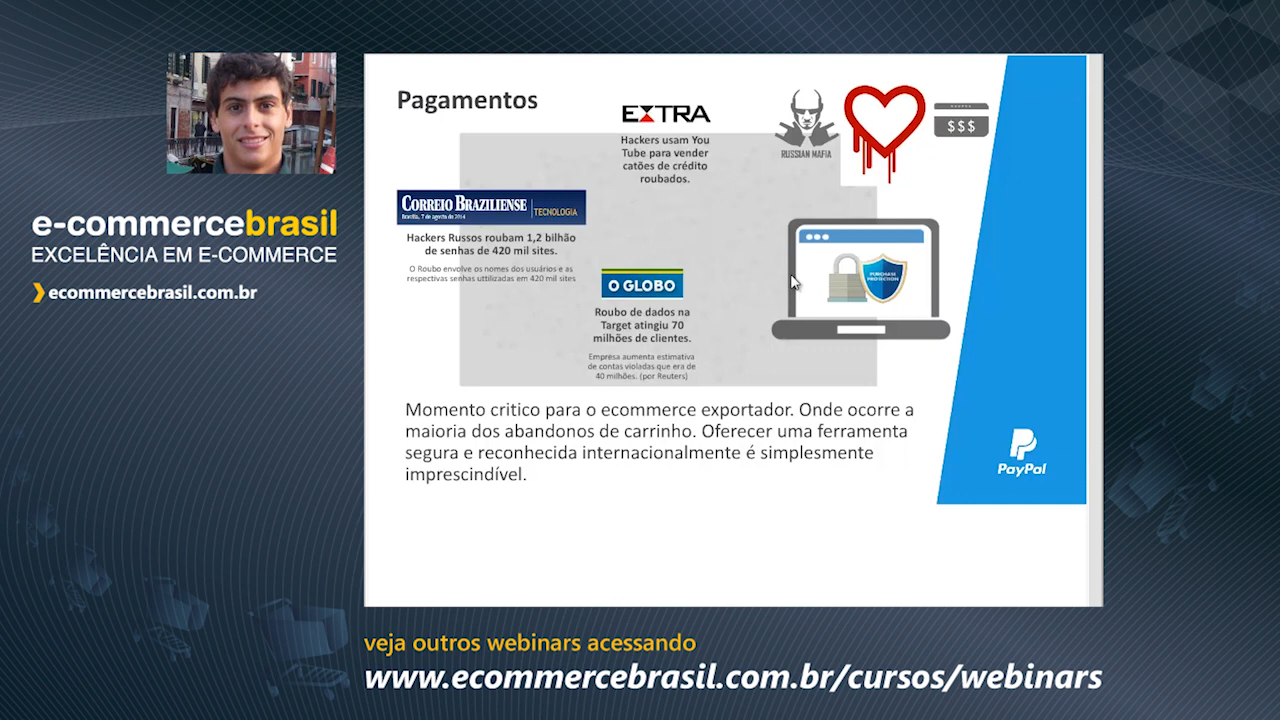 Pagamentos
EXTRA
Hackers usam You
Tube para vender
catões de crédito
roubados.
RUSSIAN MAFIA
$$$
CORREIO BRAZILIENSE
Brasília, 7 de agosto de 2014
TECNOLOGIA
Hackers Russos roubam 1,2 bilhão
de senhas de 420 mil sites.
O Roubo envolve os nomes dos usuários e as
respectivas senhas uttilizadas em 420 mil sites
O GLOBO
Roubo de dados na
Target atingiu 70
milhões de clientes.
Empresa aumenta estimativa
de contas violadas que era de
40 milhões. (por Reuters)
PURCHASE
PROTECTION
Momento critico para o ecommerce exportador. Onde ocorre a
maioria dos abandonos de carrinho. Oferecer uma ferramenta
segura e reconhecida internacionalmente é simplesmente
imprescindível.
PayPal
e-commercebrasil
EXCELÊNCIA EM E-COMMERCE
ecommercebrasil.com.br
veja outros webinars acessando
www.ecommercebrasil.com.br/cursos/webinars